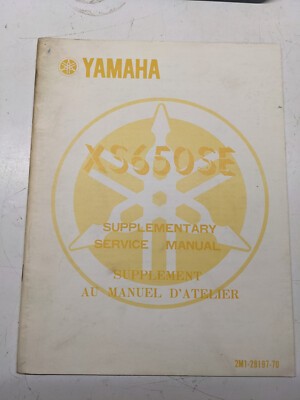 YAMAHA
XS650SE
SUPPLEMENTARY
SERVICE MANUAL
SUPPLEMENT
AU MANUEL D'ATELIER
2M1-28197-70